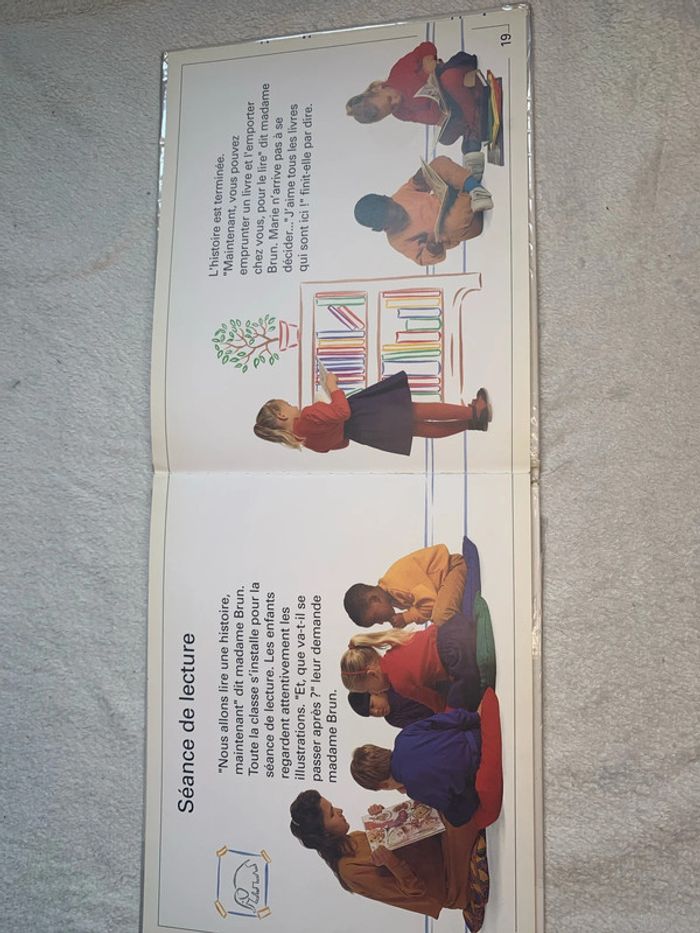 Séance de lecture
"Nous allons lire une histoire,
maintenant" dit madame Brun.
Toute la classe s'installe pour la
séance de lecture. Les enfants
regardent attentivement les
illustrations. "Et, que va-t-il se
passer après ?" leur demande
madame Brun.
L'histoire est terminée.
"Maintenant, vous pouvez
emprunter un livre et l'emporter
chez vous, pour le lire" dit madame
Brun. Marie n'arrive pas à se
décider..."J'aime tous les livres
qui sont ici !" finit-elle par dire.
19